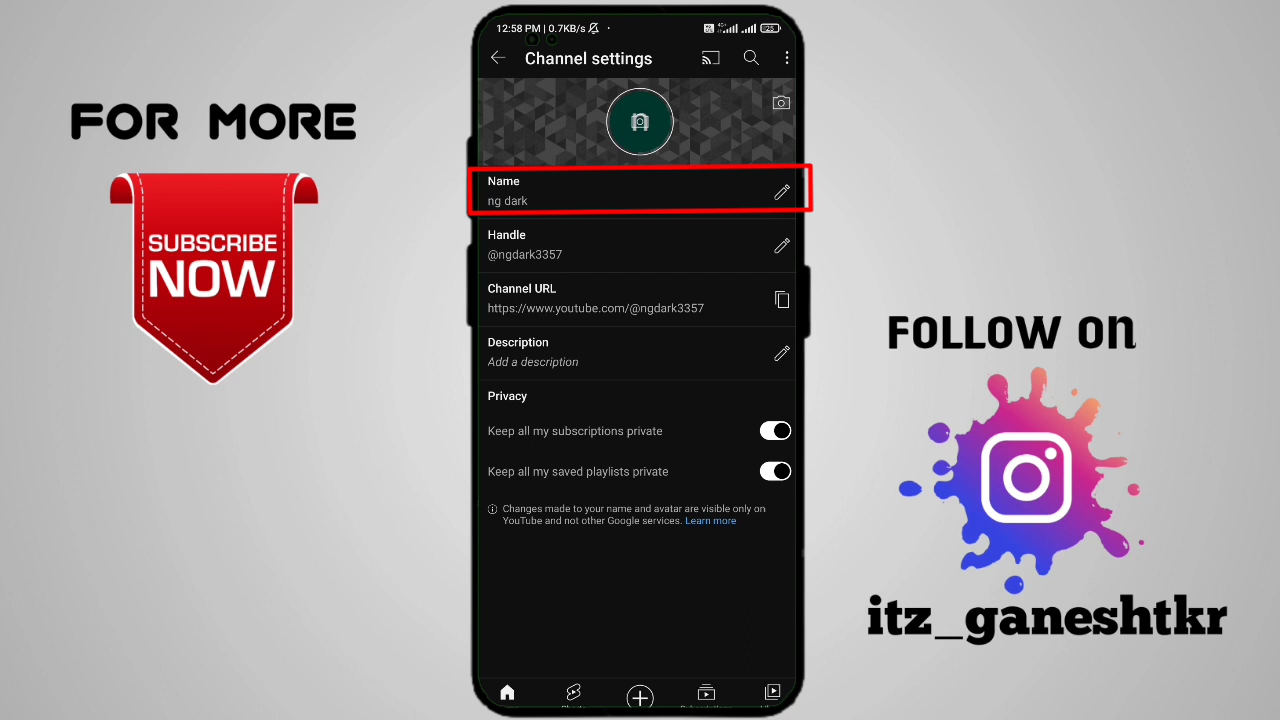 FOR MORE
SUBSCRIBE
NOW
12:58 PM | 0.7KB/s
Channel settings
Name
ng dark
Handle
@ngdark3357
Channel URL
https://www.youtube.com/@ngdark3357
Description
Add a description
Privacy
Keep all my subscriptions private
Keep all my saved playlists private
Changes made to your name and avatar are visible only on
YouTube and not other Google services. Learn more
FOLLOW ON
itz_ganeshtkr